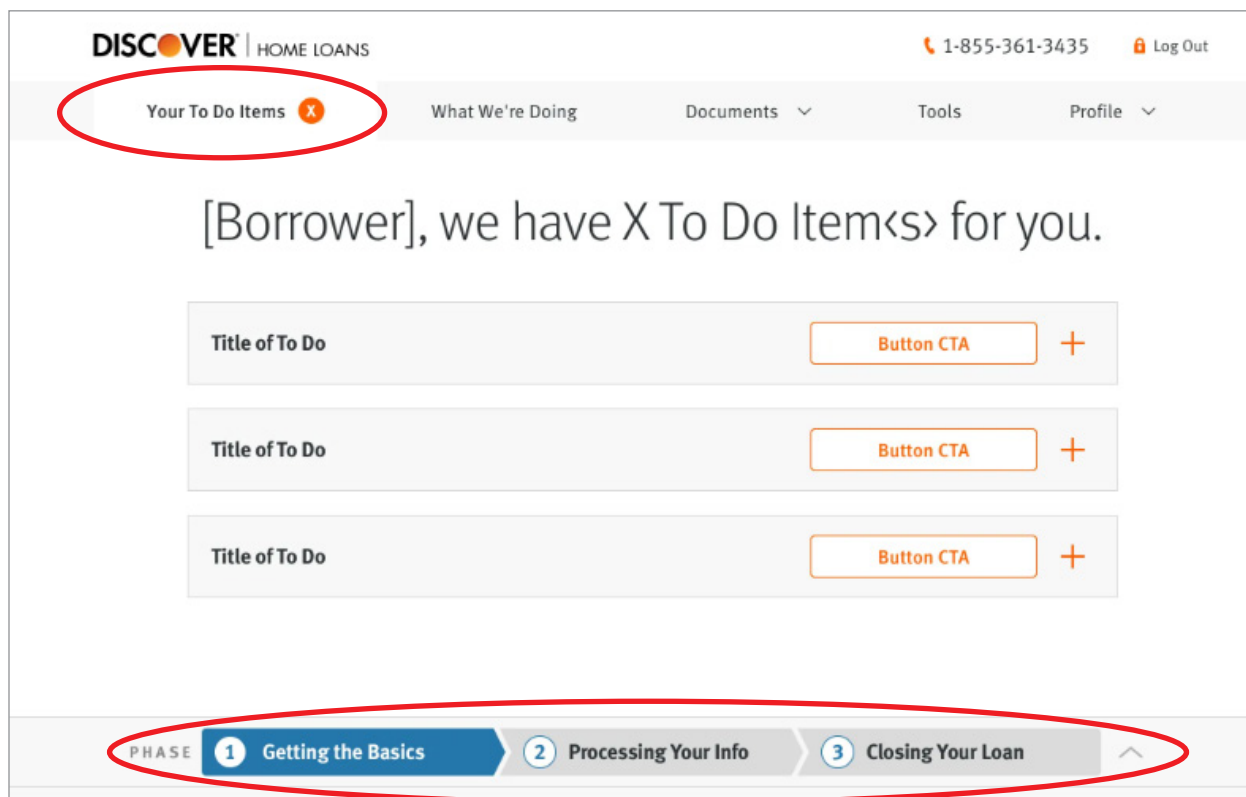 DISCOVER® | HOME LOANS 1-855-361-3435 Log Out
Your To Do Items X What We're Doing Documents Tools Profile
[Borrower], we have X To Do Item<s> for you.
Title of To Do Button CTA +
Title of To Do Button CTA +
Title of To Do Button CTA +
PHASE 1 Getting the Basics 2 Processing Your Info 3 Closing Your Loan